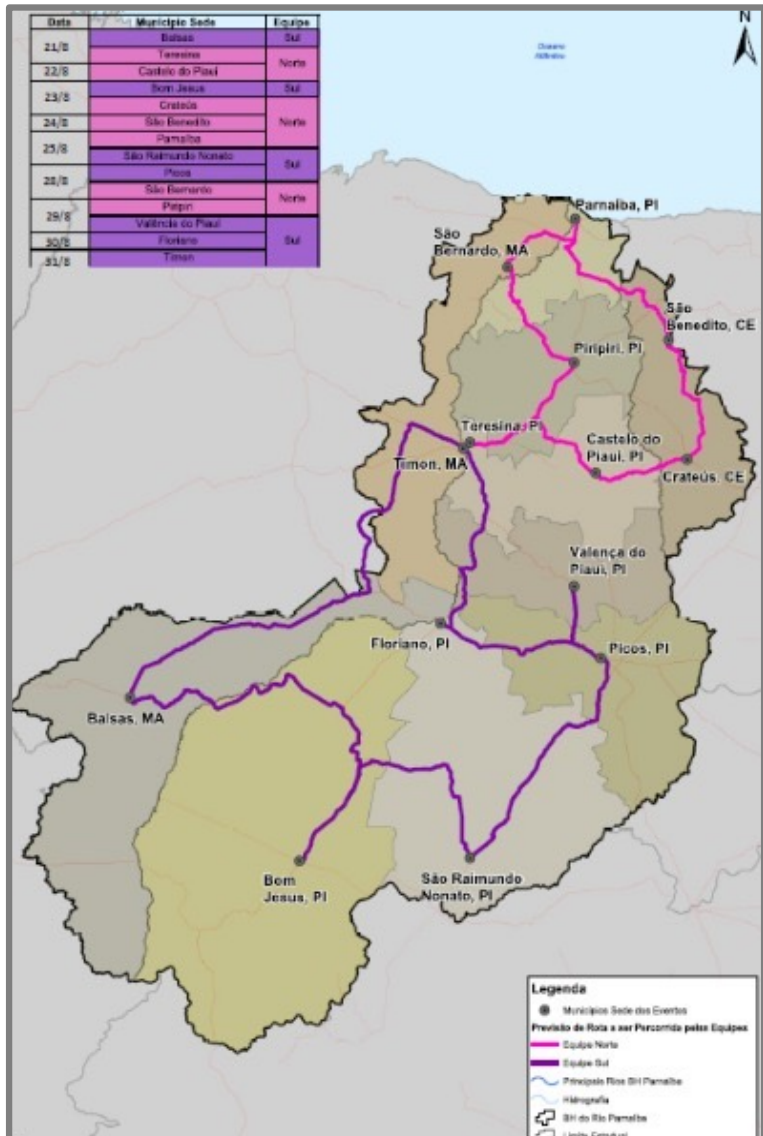 Data Município Sede Equipe
21/8 Balsas Sul
Teresina Norte
22/8 Castelo do Piauí
23/8 Bom Jesus Sul
Crateús Norte
24/8 São Benedito
25/8 Parnaíba
São Raimundo Nonato Sul
28/8 Picos
São Bernardo Norte
29/8 Piripiri
Valência do Piauí Sul
30/8 Floriano
31/8 Timon
N
Oceano
Atlântico
Parnaíba, PI
São
Bernardo, MA
São
Benedito, CE
Piripiri, PI
Teresina, PI
Timon, MA
Castelo do
Piauí, PI
Crateús, CE
Valença do
Piauí, PI
Floriano, PI
Picos, PI
Balsas, MA
Bom
Jesus, PI
São Raimundo
Nonato, PI
Legenda
Municípios Sede dos Eventos
Previsão de Rota a ser Percorrida pelas Equipes
Equipe Norte
Equipe Sul
Principais Rios BH Parnaíba
Hidrografia
BH do Rio Parnaíba
Limite Estadual